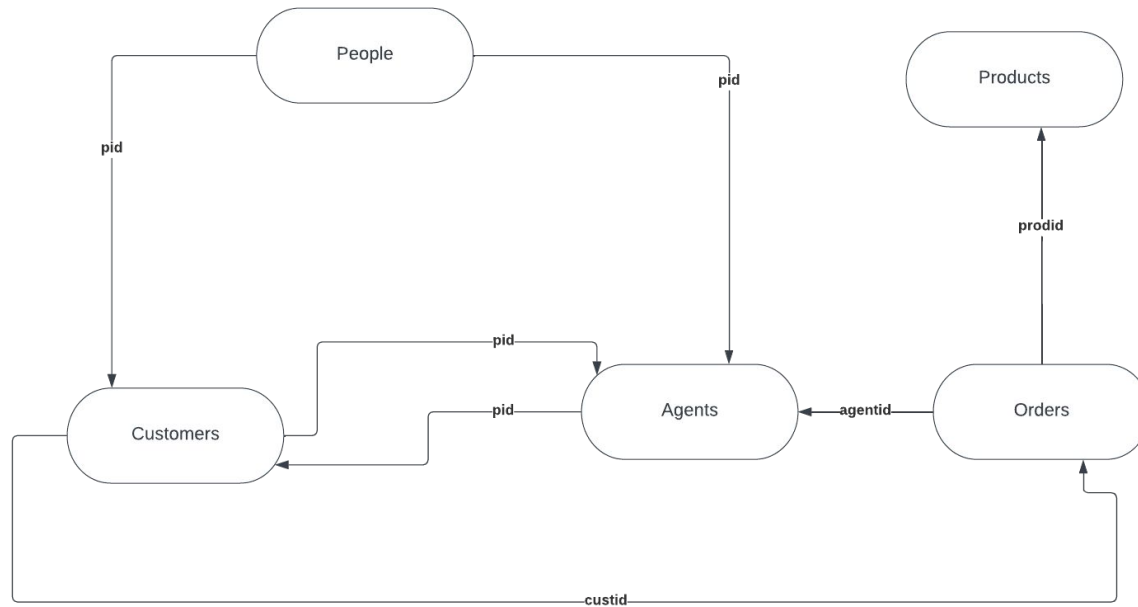 People
pid
Products
pid
prodid
pid
Customers
pid
Agents
agentid
Orders
custid